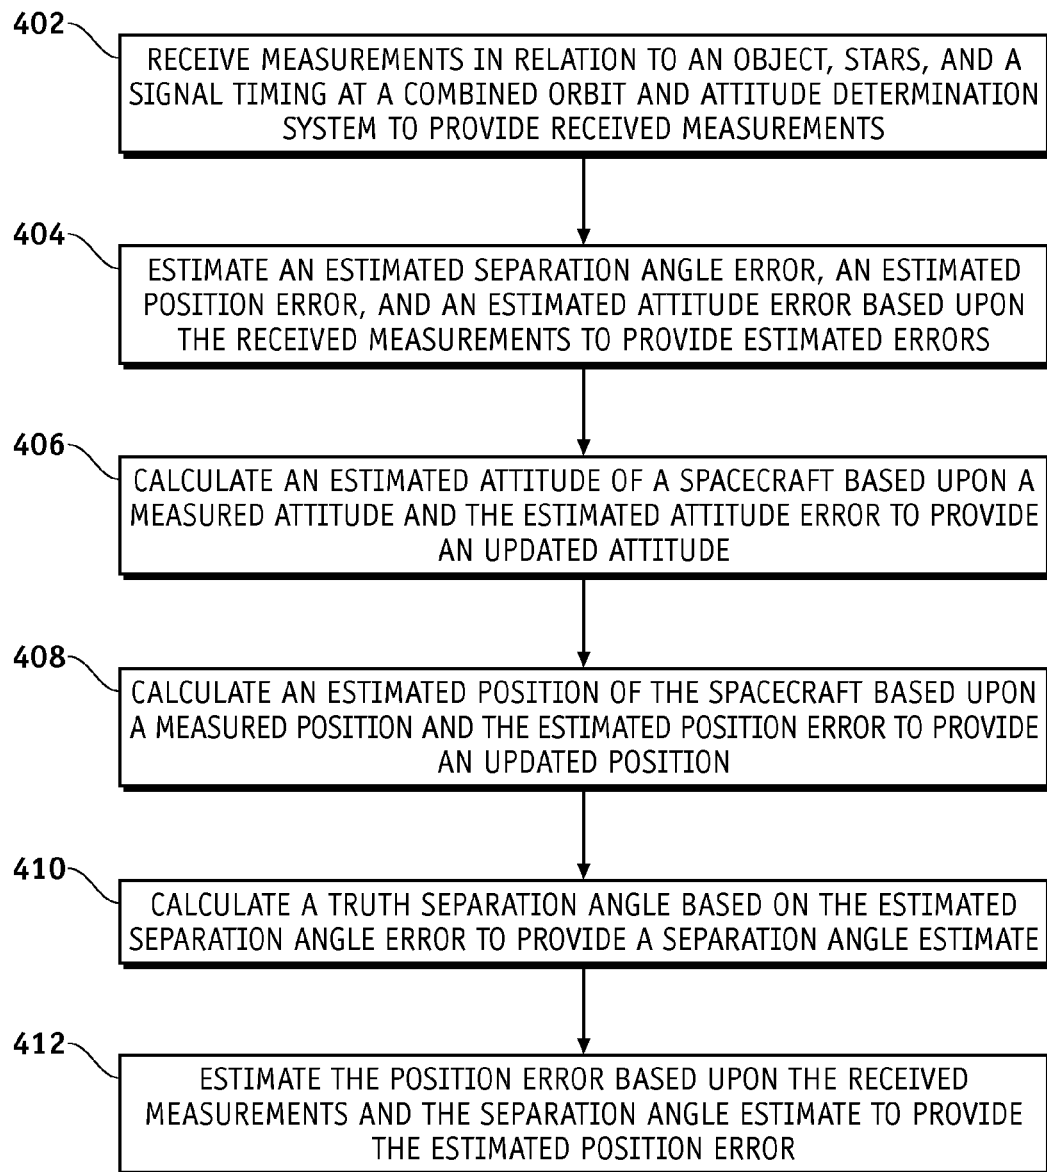 402
RECEIVE MEASUREMENTS IN RELATION TO AN OBJECT, STARS, AND A
SIGNAL TIMING AT A COMBINED ORBIT AND ATTITUDE DETERMINATION
SYSTEM TO PROVIDE RECEIVED MEASUREMENTS
404
ESTIMATE AN ESTIMATED SEPARATION ANGLE ERROR, AN ESTIMATED
POSITION ERROR, AND AN ESTIMATED ATTITUDE ERROR BASED UPON
THE RECEIVED MEASUREMENTS TO PROVIDE ESTIMATED ERRORS
406
CALCULATE AN ESTIMATED ATTITUDE OF A SPACECRAFT BASED UPON A
MEASURED ATTITUDE AND THE ESTIMATED ATTITUDE ERROR TO PROVIDE
AN UPDATED ATTITUDE
408
CALCULATE AN ESTIMATED POSITION OF THE SPACECRAFT BASED UPON
A MEASURED POSITION AND THE ESTIMATED POSITION ERROR TO PROVIDE
AN UPDATED POSITION
410
CALCULATE A TRUTH SEPARATION ANGLE BASED ON THE ESTIMATED
SEPARATION ANGLE ERROR TO PROVIDE A SEPARATION ANGLE ESTIMATE
412
ESTIMATE THE POSITION ERROR BASED UPON THE RECEIVED
MEASUREMENTS AND THE SEPARATION ANGLE ESTIMATE TO PROVIDE
THE ESTIMATED POSITION ERROR